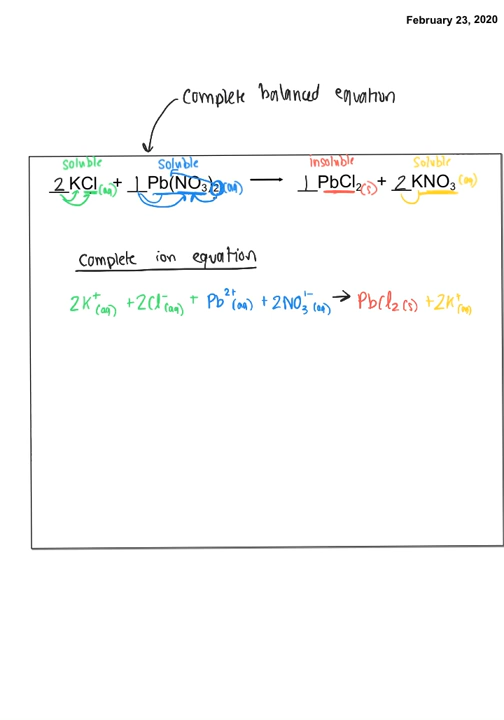 February 23, 2020
Complete balanced equation
Soluble Soluble Insoluble Soluble
2 KCl(aq) + 1 Pb(NO3)2(aq) → 1 PbCl2(s) + 2 KNO3(aq)
Complete ion equation
2K+(aq) + 2Cl-(aq) + Pb2+(aq) + 2NO3 1-(aq) → PbCl2(s) + 2K+(aq)